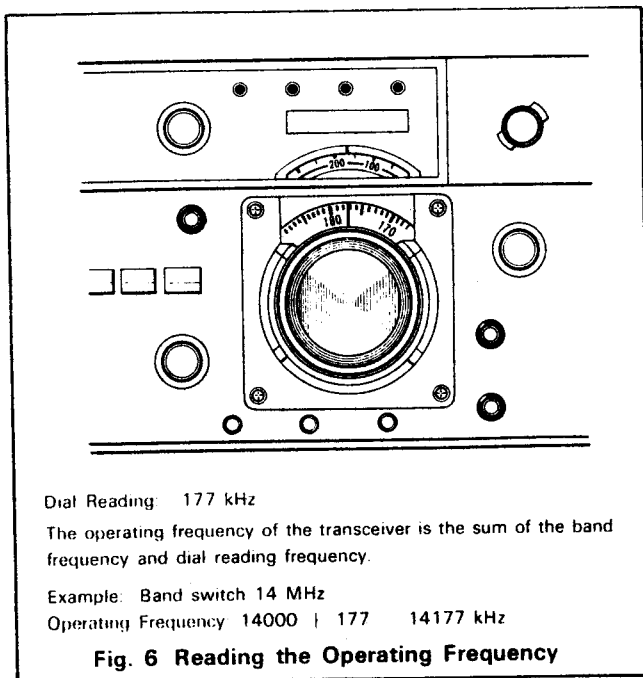 200 100
180 170
Dial Reading: 177 kHz
The operating frequency of the transceiver is the sum of the band
frequency and dial reading frequency.
Example: Band switch 14 MHz
Operating Frequency 14000 + 177 14177 kHz
Fig. 6 Reading the Operating Frequency